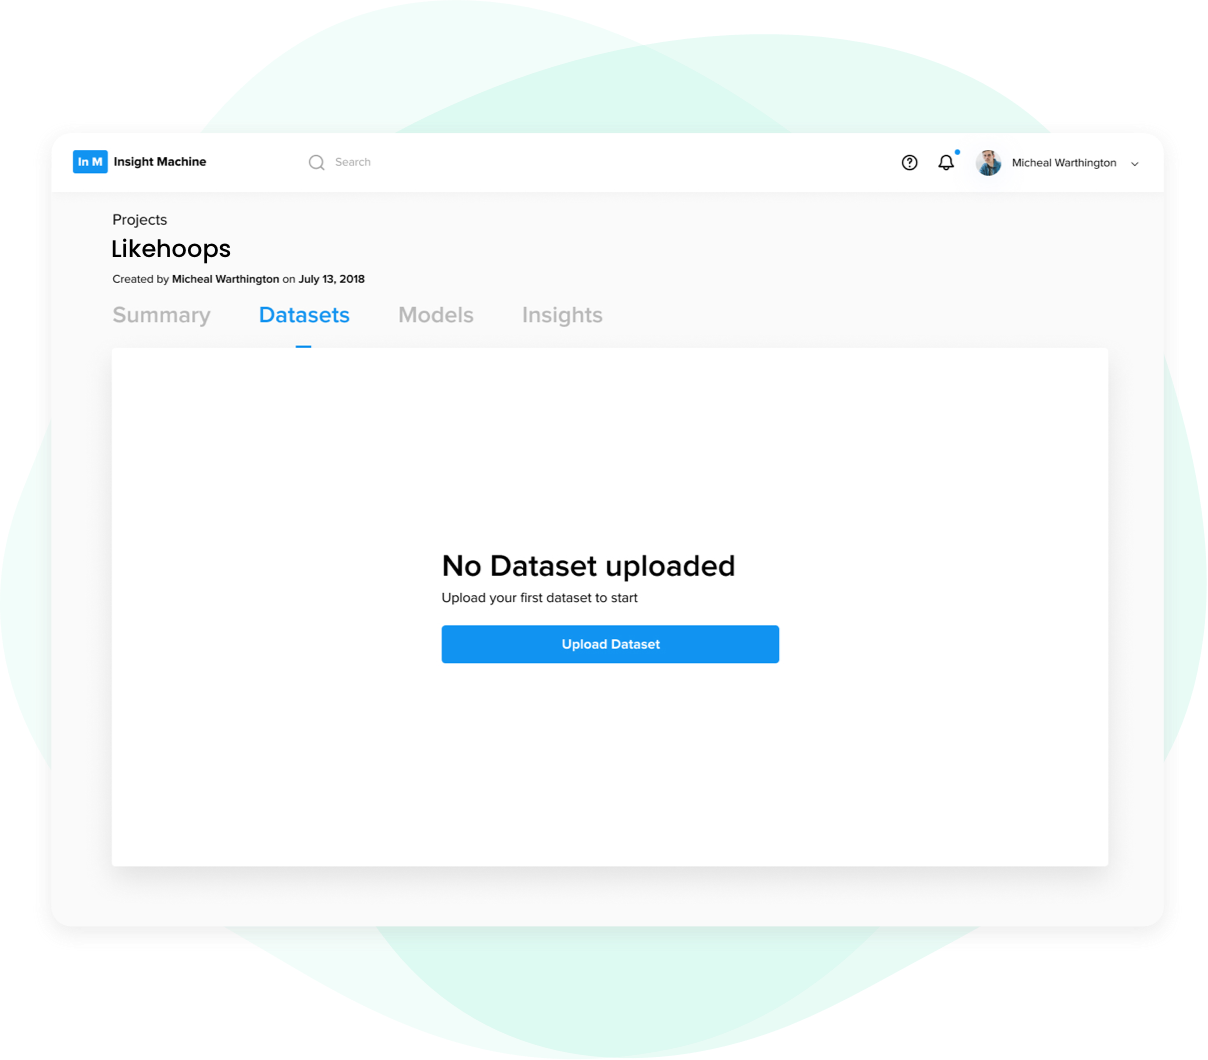 In M Insight Machine
Search
Micheal Warthington
Projects
Likehoops
Created by Micheal Warthington on July 13, 2018
Summary Datasets Models Insights
No Dataset uploaded
Upload your first dataset to start
Upload Dataset